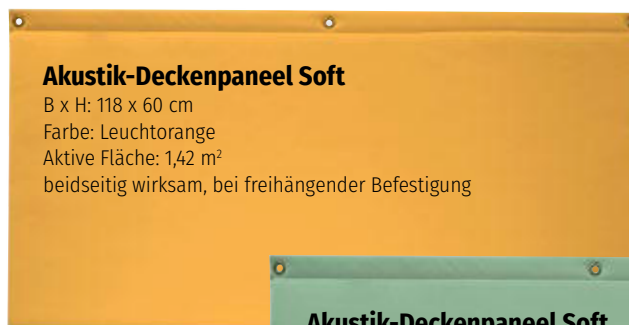 Akustik-Deckenpaneel Soft
B x H: 118 x 60 cm
Farbe: Leuchtorange
Aktive Fläche: 1,42 m²
beidseitig wirksam, bei freihängender Befestigung
Akustik-Deckenpaneel Soft